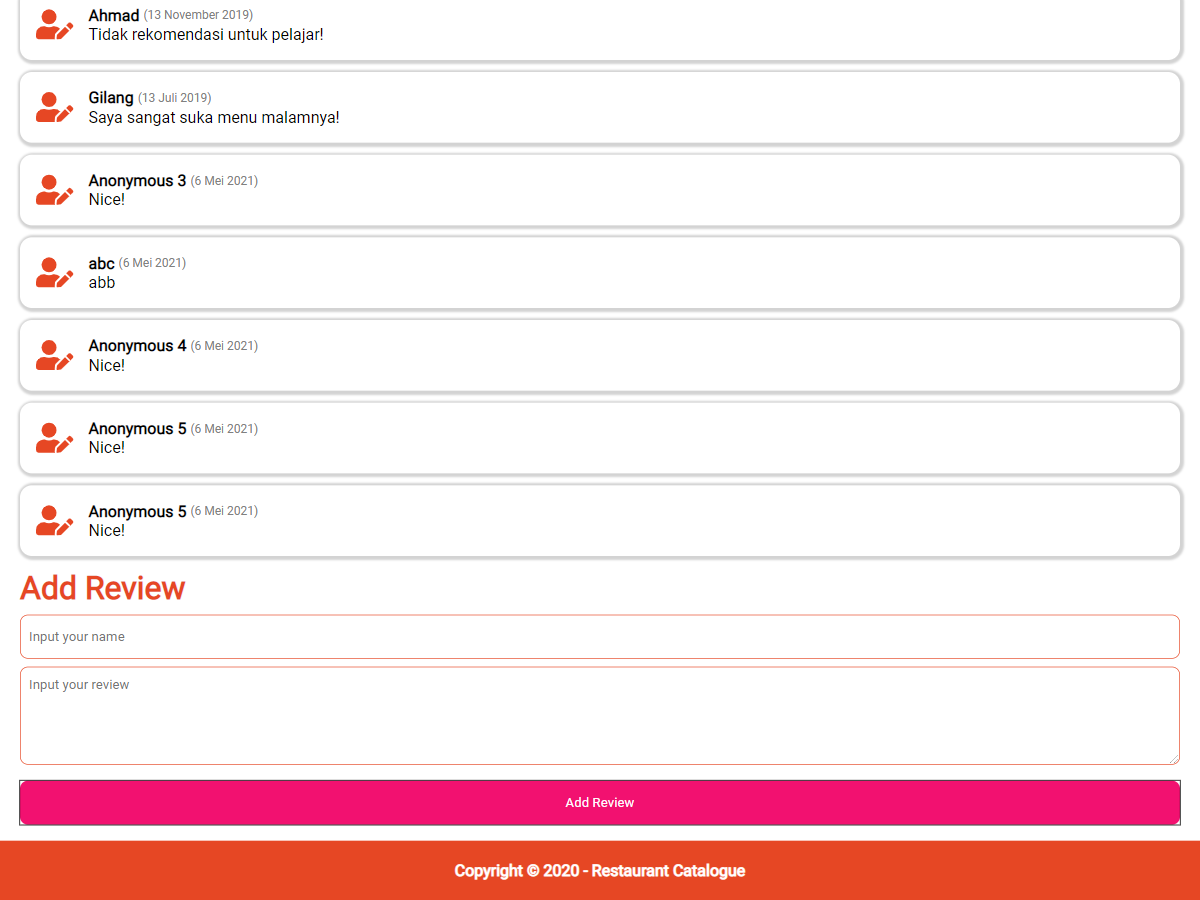 Ahmad (13 November 2019)
Tidak rekomendasi untuk pelajar!
Gilang (13 Juli 2019)
Saya sangat suka menu malamnya!
Anonymous 3 (6 Mei 2021)
Nice!
abc (6 Mei 2021)
abb
Anonymous 4 (6 Mei 2021)
Nice!
Anonymous 5 (6 Mei 2021)
Nice!
Anonymous 5 (6 Mei 2021)
Nice!
Add Review
Input your name
Input your review
Add Review
Copyright © 2020 - Restaurant Catalogue